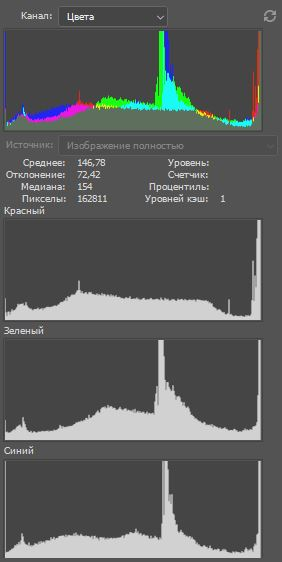 Канал: Цвета
Источник: Изображение полностью
Среднее: 146,78 Уровень:
Отклонение: 72,42 Счетчик:
Медиана: 154 Процентиль:
Пикселы: 162811 Уровней кэш: 1
Красный
Зеленый
Синий